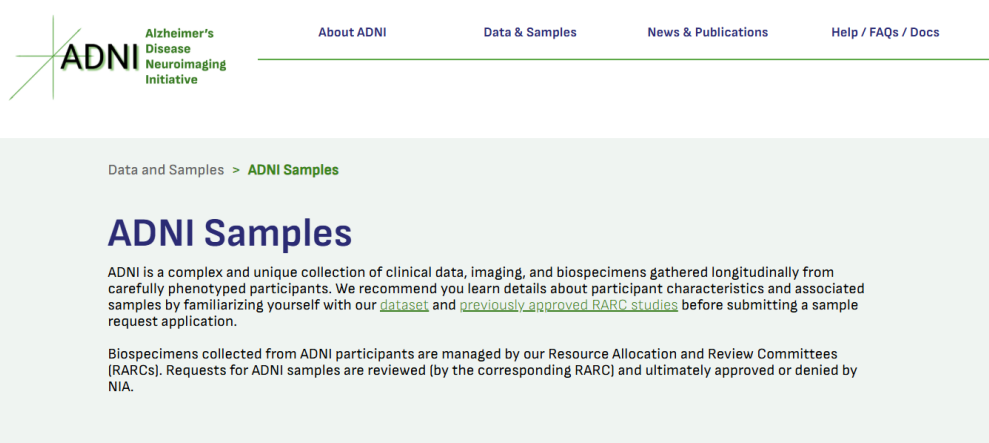 ADNI
Alzheimer's
Disease
Neuroimaging
Initiative
About ADNI
Data & Samples
News & Publications
Help / FAQs / Docs
Data and Samples > ADNI Samples
ADNI Samples
ADNI is a complex and unique collection of clinical data, imaging, and biospecimens gathered longitudinally from
carefully phenotyped participants. We recommend you learn details about participant characteristics and associated
samples by familiarizing yourself with our dataset and previously approved RARC studies before submitting a sample
request application.
Biospecimens collected from ADNI participants are managed by our Resource Allocation and Review Committees
(RARCs). Requests for ADNI samples are reviewed (by the corresponding RARC) and ultimately approved or denied by
NIA.